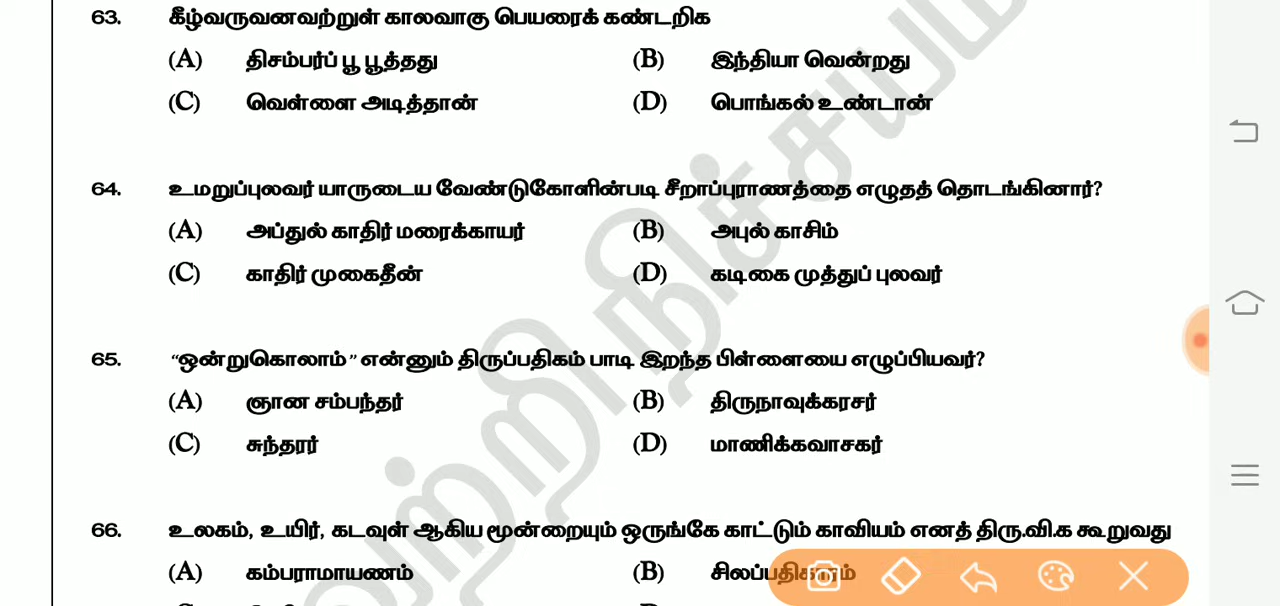 63. கீழ்வருவனவற்றுள் காலவாகு பெயரைக் கண்டறிக
(A) திசம்பர்ப் பூ பூத்தது (B) இந்தியா வென்றது
(C) வெள்ளை அடித்தான் (D) பொங்கல் உண்டான்
64. உமறுப்புலவர் யாருடைய வேண்டுகோளின்படி சீறாப்புராணத்தை எழுதத் தொடங்கினார்?
(A) அப்துல் காதிர் மரைக்காயர் (B) அபுல் காசிம்
(C) காதிர் முகைதீன் (D) கடிகை முத்துப் புலவர்
65. “ஒன்றுகொலாம்” என்னும் திருப்பதிகம் பாடி இறந்த பிள்ளையை எழுப்பியவர்?
(A) ஞான சம்பந்தர் (B) திருநாவுக்கரசர்
(C) சுந்தரர் (D) மாணிக்கவாசகர்
66. உலகம், உயிர், கடவுள் ஆகிய மூன்றையும் ஒருங்கே காட்டும் காவியம் எனத் திரு.வி.க கூறுவது
(A) கம்பராமாயணம் (B) சிலப்பதிகாரம்